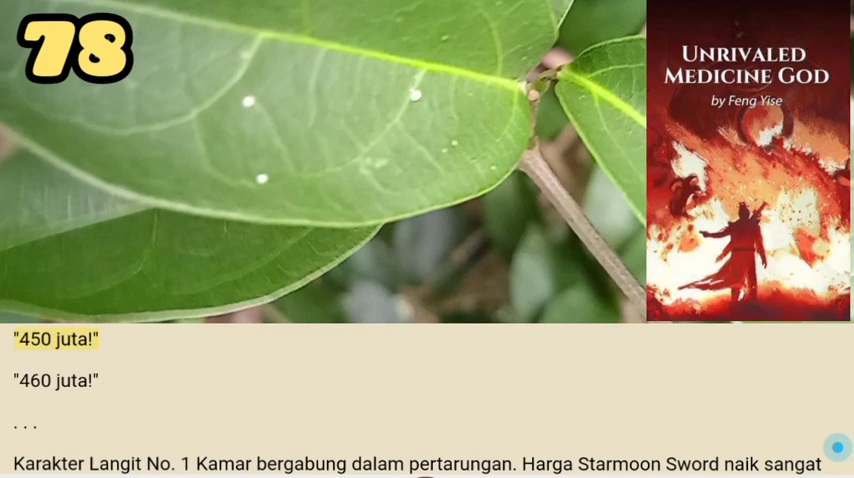 78
UNRIVALED
MEDICINE GOD
by Feng Yise
"450 juta!"
"460 juta!"
. . .
Karakter Langit No. 1 Kamar bergabung dalam pertarungan. Harga Starmoon Sword naik sangat